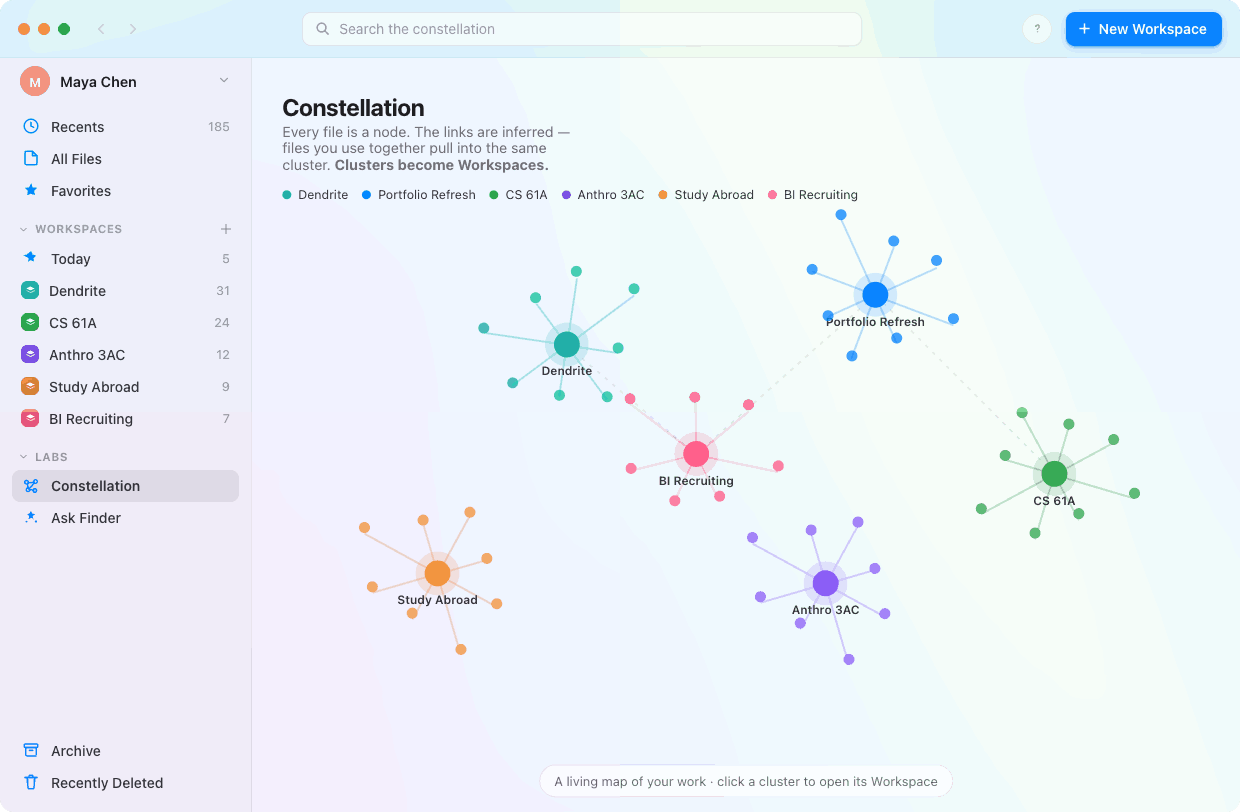 Search the constellation
?
+ New Workspace
M
Maya Chen
Recents 185
All Files
Favorites
WORKSPACES
Today 5
Dendrite 31
CS 61A 24
Anthro 3AC 12
Study Abroad 9
BI Recruiting 7
LABS
Constellation
Ask Finder
Archive
Recently Deleted
Constellation
Every file is a node. The links are inferred —
files you use together pull into the same
cluster. Clusters become Workspaces.
Dendrite Portfolio Refresh CS 61A Anthro 3AC Study Abroad BI Recruiting
Portfolio Refresh
Dendrite
BI Recruiting
CS 61A
Study Abroad
Anthro 3AC
A living map of your work · click a cluster to open its Workspace